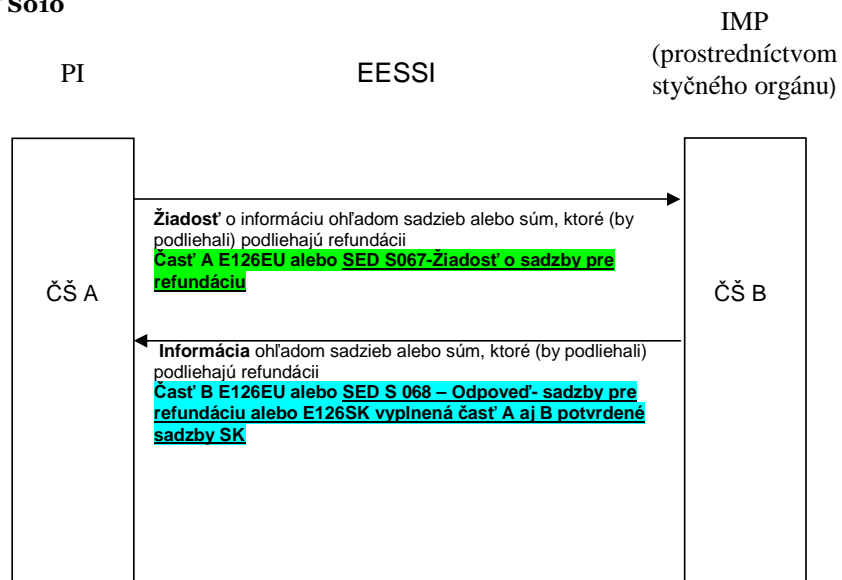 S010
IMP
(prostredníctvom
styčného orgánu)
PI
EESSI
Žiadosť o informáciu ohľadom sadzieb alebo súm, ktoré (by
podliehali) podliehajú refundácii
Časť A E126EU alebo SED S067-Žiadosť o sadzby pre
refundáciu
ČŠ A
ČŠ B
Informácia ohľadom sadzieb alebo súm, ktoré (by podliehali)
podliehajú refundácii
Časť B E126EU alebo SED S 068 – Odpoveď- sadzby pre
refundáciu alebo E126SK vyplnená časť A aj B potvrdené
sadzby SK